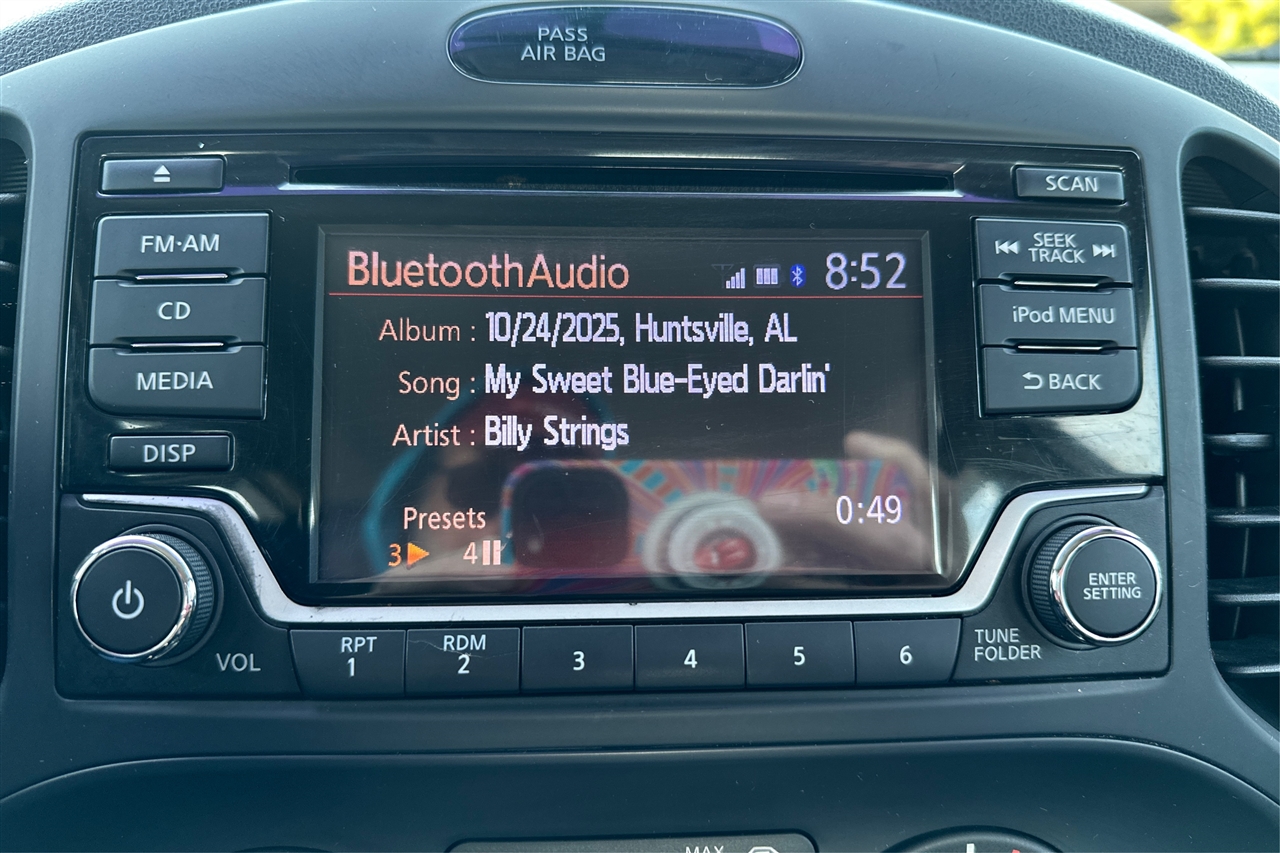 PASS
AIR BAG
SCAN
FM·AM
SEEK
TRACK
CD
iPod MENU
MEDIA
BACK
DISP
BluetoothAudio 8:52
Album : 10/24/2025, Huntsville, AL
Song : My Sweet Blue-Eyed Darlin'
Artist : Billy Strings
Presets 0:49
3 4
ENTER
SETTING
VOL
RPT
1
RDM
2
3
4
5
6
TUNE
FOLDER
MAX